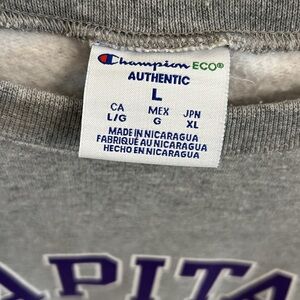 Champion ECO®
AUTHENTIC
L
CA MEX JPN
L/G G XL
MADE IN NICARAGUA
FABRIQUÉ AU NICARAGUA
HECHO EN NICARAGUA
APITA